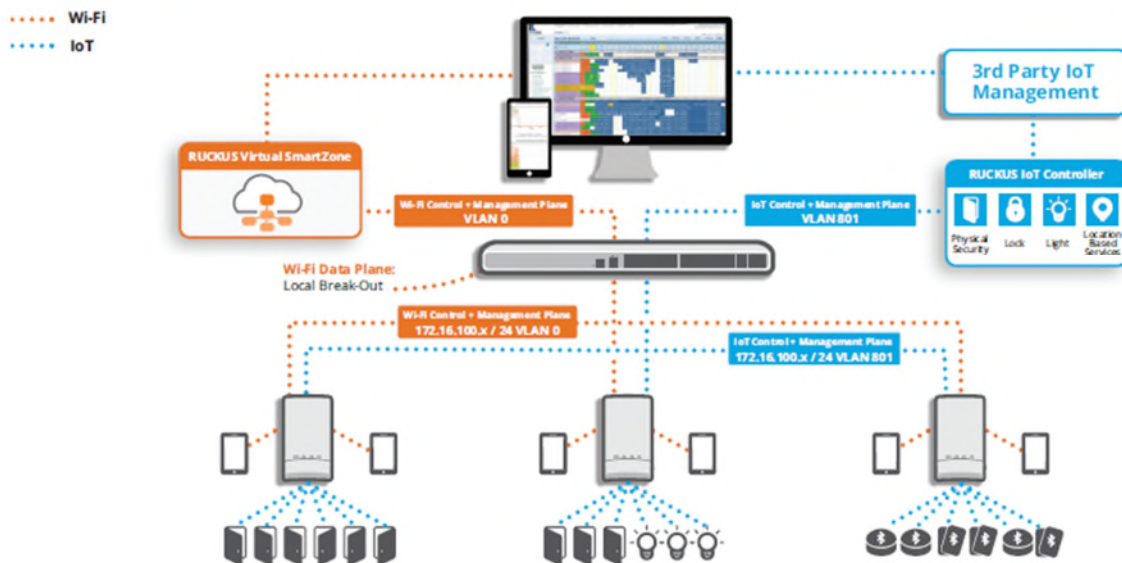 Wi-Fi
IoT
3rd Party IoT
Management
RUCKUS Virtual SmartZone
RUCKUS IoT Controller
Wi-Fi Control + Management Plane
VLAN 0
IoT Control + Management Plane
VLAN 801
Physical
Security
Lock
Light
Location
Based
Services
Wi-Fi Data Plane:
Local Break-Out
Wi-Fi Control + Management Plane
172.16.100.x / 24 VLAN 0
IoT Control + Management Plane
172.16.100.x / 24 VLAN 801